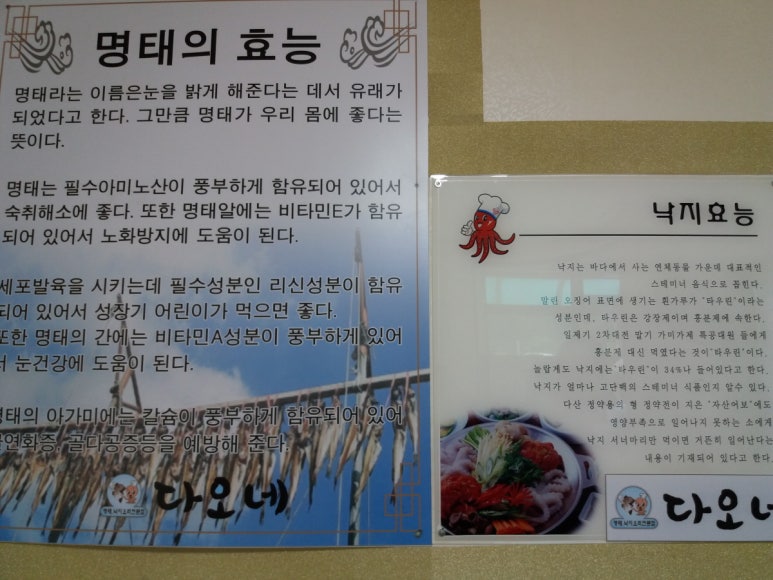 명태의 효능
명태라는 이름은눈을 밝게 해준다는 데서 유래가
되었다고 한다. 그만큼 명태가 우리 몸에 좋다는
뜻이다.
명태는 필수아미노산이 풍부하게 함유되어 있어서
숙취해소에 좋다. 또한 명태알에는 비타민E가 함유
되어 있어서 노화방지에 도움이 된다.
세포발육을 시키는데 필수성분인 리신성분이 함유
되어 있어서 성장기 어린이가 먹으면 좋다.
또한 명태의 간에는 비타민A성분이 풍부하게 있어
서 눈건강에 도움이 된다.
명태의 아가미에는 칼슘이 풍부하게 함유되어 있어
골연화증, 골다공증등을 예방해 준다.
다오네
낙지효능
낙지는 바다에서 사는 연체동물 가운데 대표적인
스테미너 음식으로 꼽힌다.
말린 오징어 표면에 생기는 흰가루가 "타우린"이라는
성분인데, 타우린은 강장제이며 흥분제에 속한다.
일제기 2차대전 말기 가미가제 특공대원 들에게
흥분제 대신 먹였다는 것이"타우린"이다.
놀랍게도 낙지에는"타우린"이 34%나 들어있다고 한다.
낙지가 얼마나 고단백의 스테미너 식품인지 알수 있다.
다산 정약용의 형 정약전이 지은 "자산어보"에도
영양부족으로 일어나지 못하는 소에게
낙지 서너마리만 먹이면 거뜬히 일어난다는
내용이 기재되어 있다고 한다.
다오네